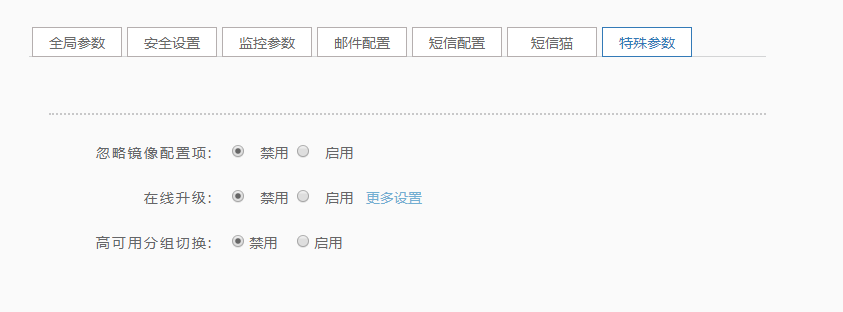 全局参数 安全设置 监控参数 邮件配置 短信配置 短信猫 特殊参数
忽略镜像配置项: 禁用 启用
在线升级: 禁用 启用 更多设置
高可用分组切换: 禁用 启用